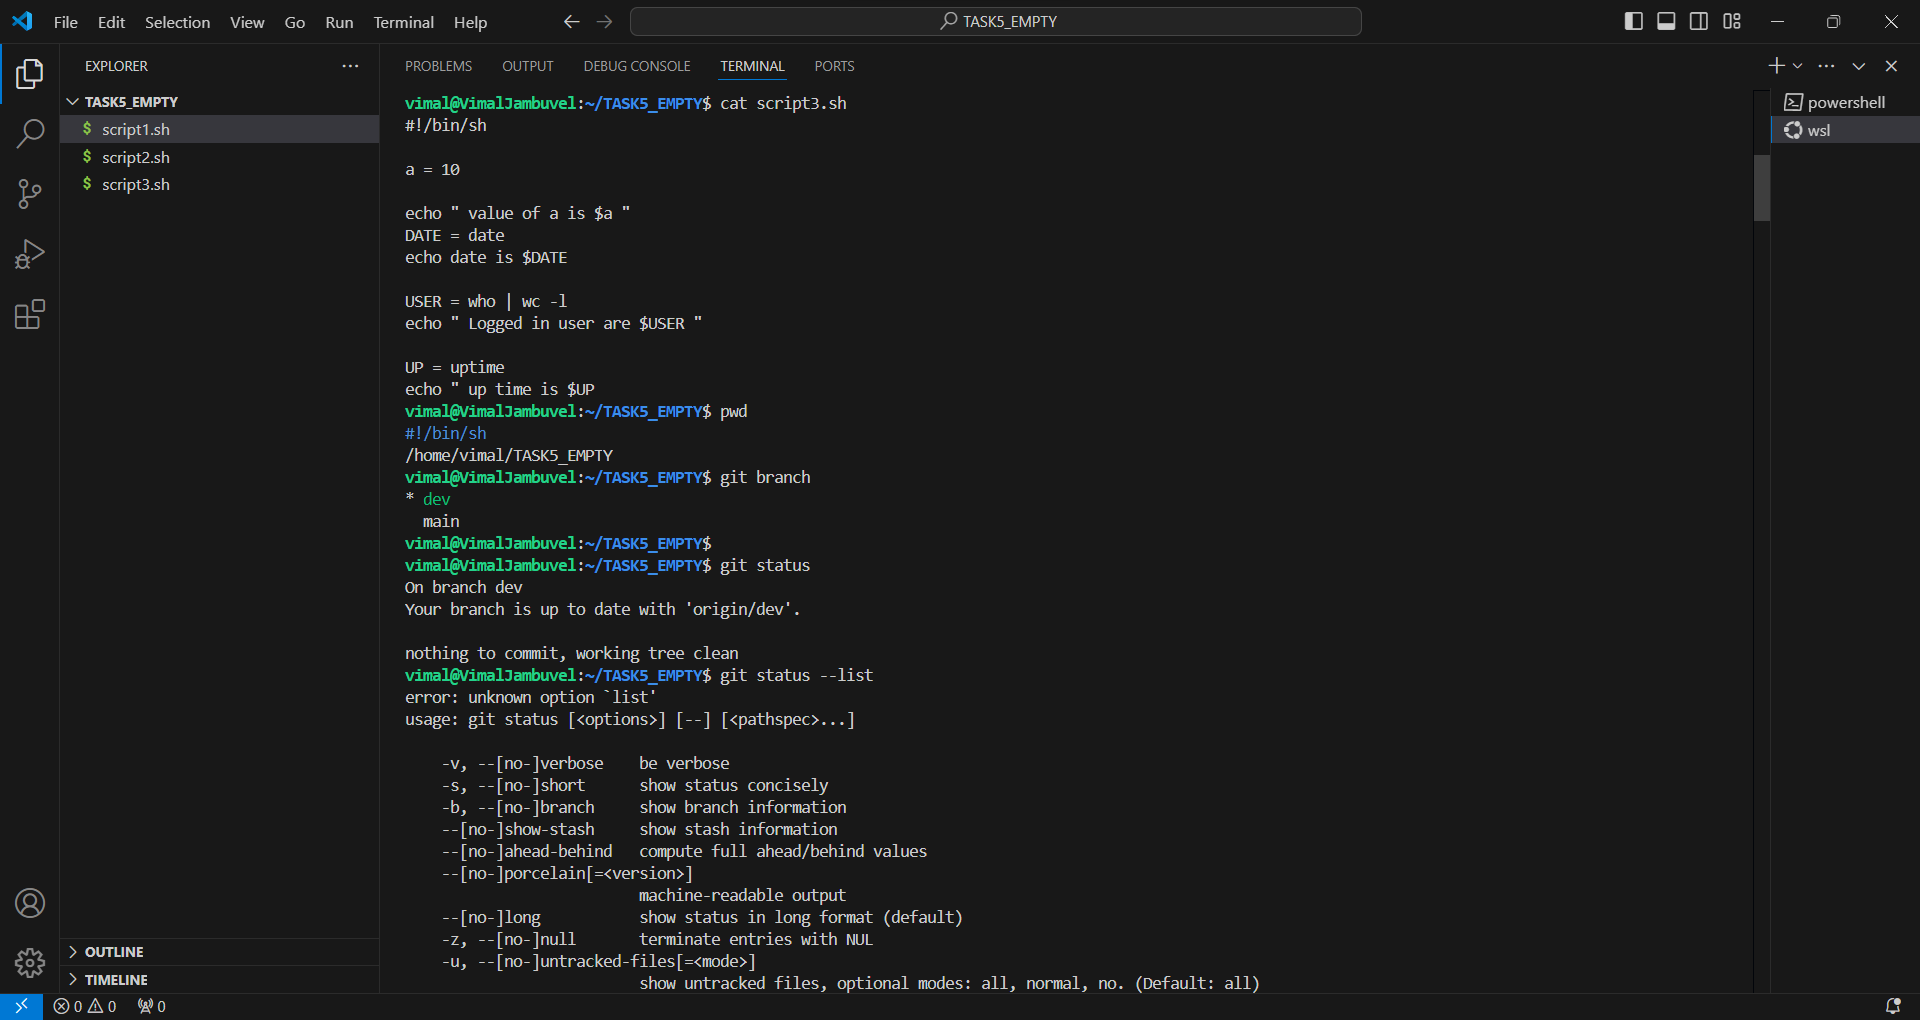 File Edit Selection View Go Run Terminal Help
TASK5_EMPTY
EXPLORER
TASK5_EMPTY
$ script1.sh
$ script2.sh
$ script3.sh
OUTLINE
TIMELINE
PROBLEMS OUTPUT DEBUG CONSOLE TERMINAL PORTS
vimal@VimalJambuvel:~/TASK5_EMPTY$ cat script3.sh
#!/bin/sh
a = 10
echo " value of a is $a "
DATE = date
echo date is $DATE
USER = who | wc -l
echo " Logged in user are $USER "
UP = uptime
echo " up time is $UP
vimal@VimalJambuvel:~/TASK5_EMPTY$ pwd
#!/bin/sh
/home/vimal/TASK5_EMPTY
vimal@VimalJambuvel:~/TASK5_EMPTY$ git branch
* dev
main
vimal@VimalJambuvel:~/TASK5_EMPTY$
vimal@VimalJambuvel:~/TASK5_EMPTY$ git status
On branch dev
Your branch is up to date with 'origin/dev'.
nothing to commit, working tree clean
vimal@VimalJambuvel:~/TASK5_EMPTY$ git status --list
error: unknown option `list'
usage: git status [<options>] [--] [<pathspec>...]
-v, --[no-]verbose be verbose
-s, --[no-]short show status concisely
-b, --[no-]branch show branch information
--[no-]show-stash show stash information
--[no-]ahead-behind compute full ahead/behind values
--[no-]porcelain[=<version>]
machine-readable output
--[no-]long show status in long format (default)
-z, --[no-]null terminate entries with NUL
-u, --[no-]untracked-files[=<mode>]
show untracked files, optional modes: all, normal, no. (Default: all)
powershell
wsl
0 0 0